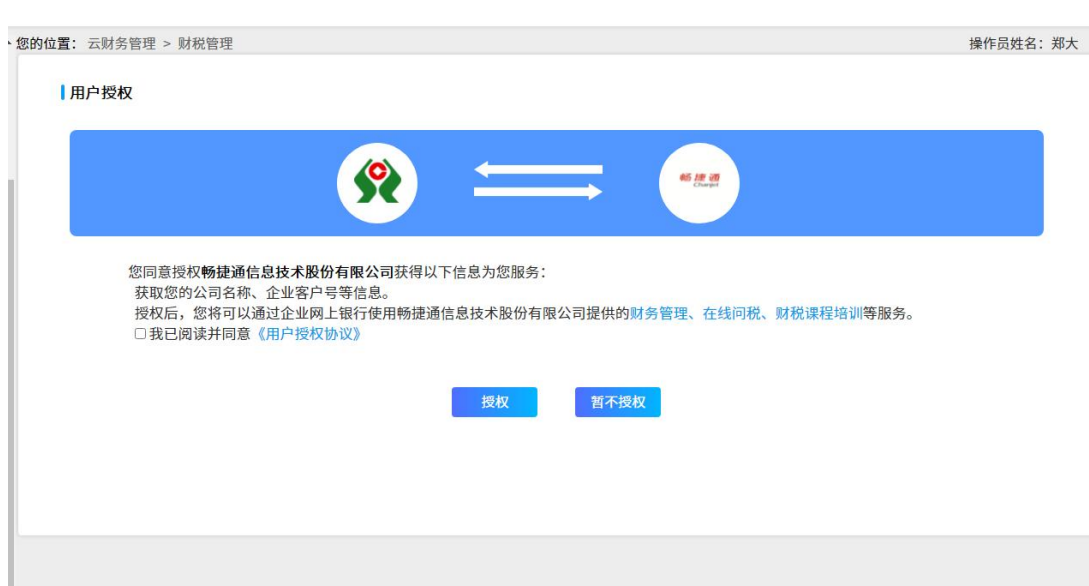 您的位置： 云财务管理 > 财税管理
操作员姓名：郑大
用户授权
畅捷通
Chanjet
您同意授权畅捷通信息技术股份有限公司获得以下信息为您服务：
获取您的公司名称、企业客户号等信息。
授权后，您将可以通过企业网上银行使用畅捷通信息技术股份有限公司提供的财务管理、在线问税、财税课程培训等服务。
我已阅读并同意《用户授权协议》
授权
暂不授权